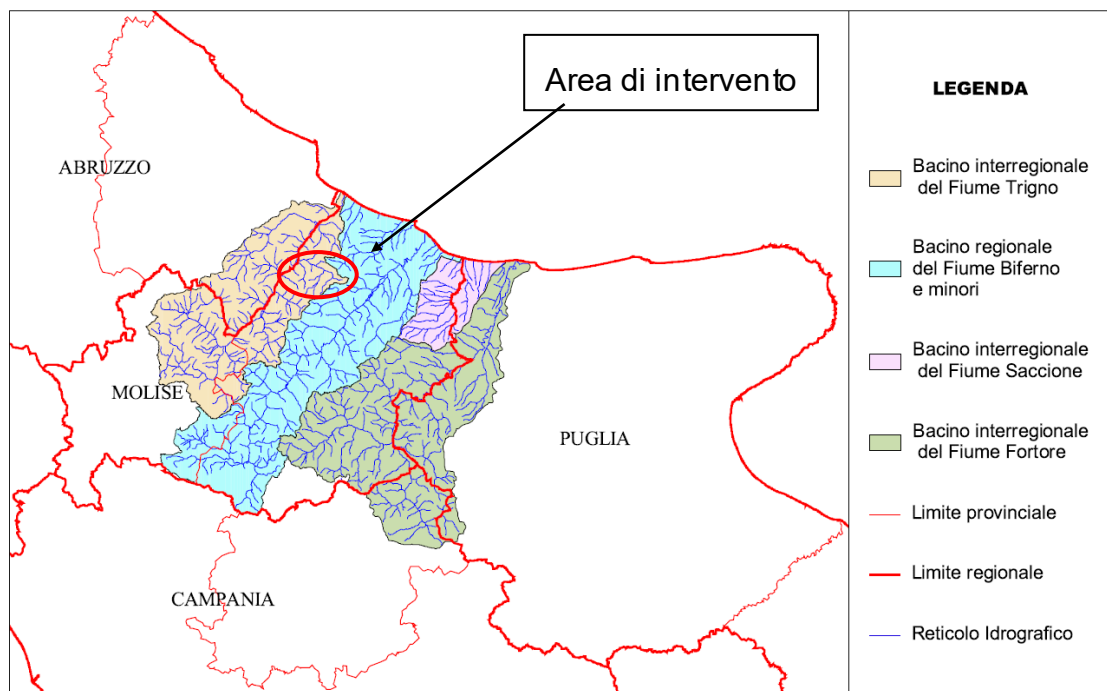 Area di intervento
ABRUZZO
MOLISE
PUGLIA
CAMPANIA
LEGENDA
Bacino interregionale
del Fiume Trigno
Bacino regionale
del Fiume Biferno
e minori
Bacino interregionale
del Fiume Saccione
Bacino interregionale
del Fiume Fortore
Limite provinciale
Limite regionale
Reticolo Idrografico